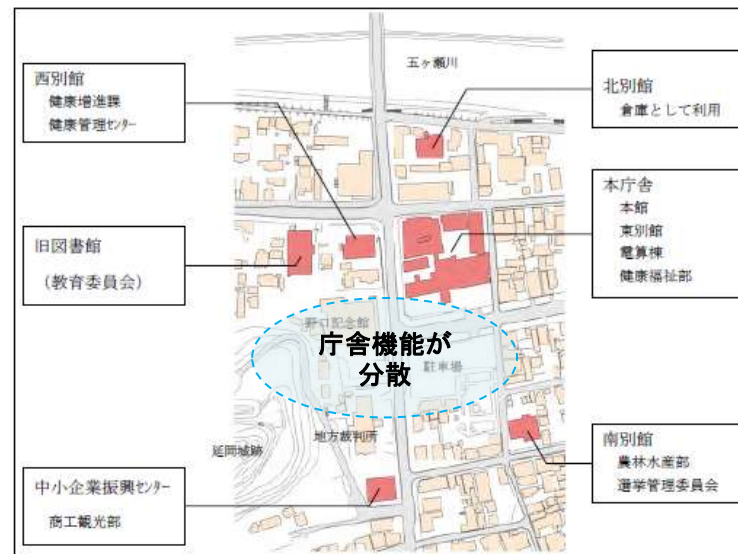 五ヶ瀬川
西別館
健康増進課
健康管理センター
北別館
倉庫として利用
本庁舎
本館
東別館
電算棟
健康福祉部
旧図書館
(教育委員会)
野口記念館
庁舎機能が
分散
駐車場
地方裁判所
延岡城跡
南別館
農林水産部
選挙管理委員会
中小企業振興センター
商工観光部